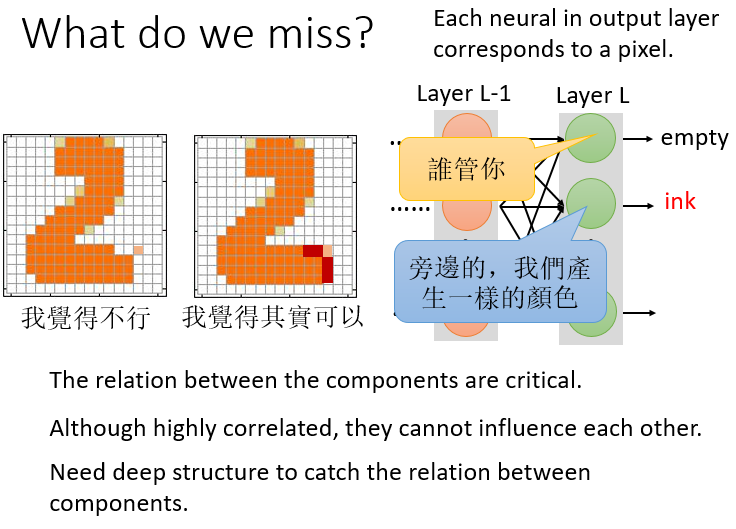 What do we miss?
Each neural in output layer
corresponds to a pixel.
Layer L-1
Layer L
……
empty
誰管你
……
ink
旁邊的，我們產
生一樣的顏色
我覺得不行
我覺得其實可以
The relation between the components are critical.
Although highly correlated, they cannot influence each other.
Need deep structure to catch the relation between
components.